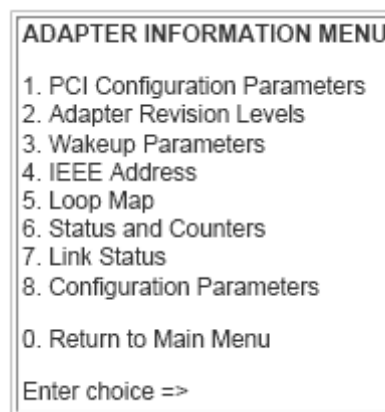 ADAPTER INFORMATION MENU
1. PCI Configuration Parameters
2. Adapter Revision Levels
3. Wakeup Parameters
4. IEEE Address
5. Loop Map
6. Status and Counters
7. Link Status
8. Configuration Parameters
0. Return to Main Menu
Enter choice =>